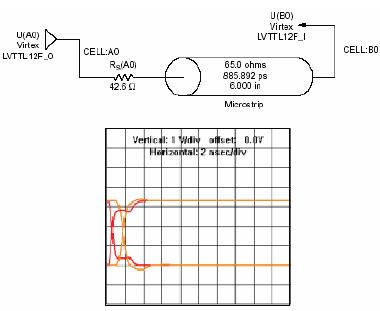 U(B0)
Virtex
LVTTL12F_I
CELL:B0
U(A0)
Virtex
LVTTL12F_O
CELL:A0
RS(A0)
42.6 Ω
65.0 ohms
885.892 ps
6.000 in
Microstrip
Vertical: 1 V/div offset: 0.0V
Horizontal: 2 nsec/div